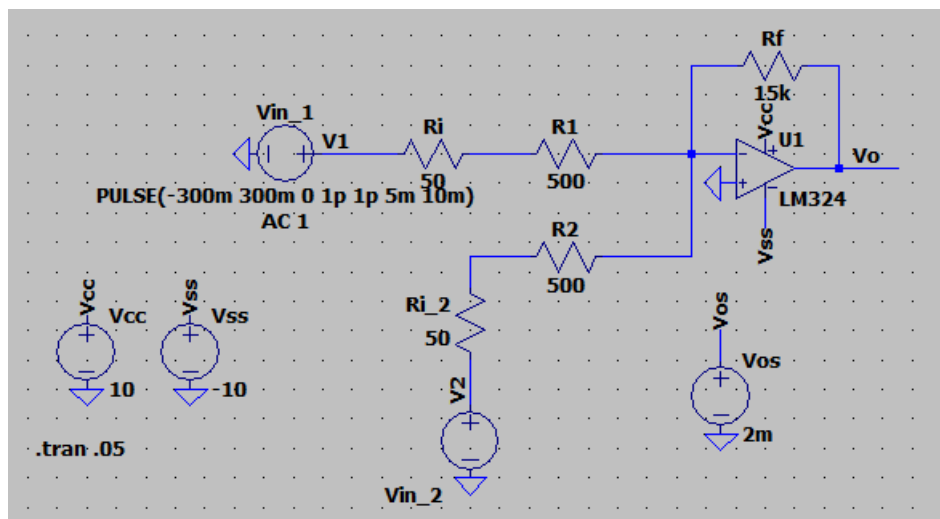 Rf
15k
Vcc
U1
Vo
LM324
Vss
Vin_1
V1
Ri
50
R1
500
PULSE(-300m 300m 0 1p 1p 5m 10m)
AC 1
R2
500
Ri_2
50
V2
Vin_2
Vcc
Vcc
10
Vss
Vss
-10
Vos
Vos
2m
.tran .05